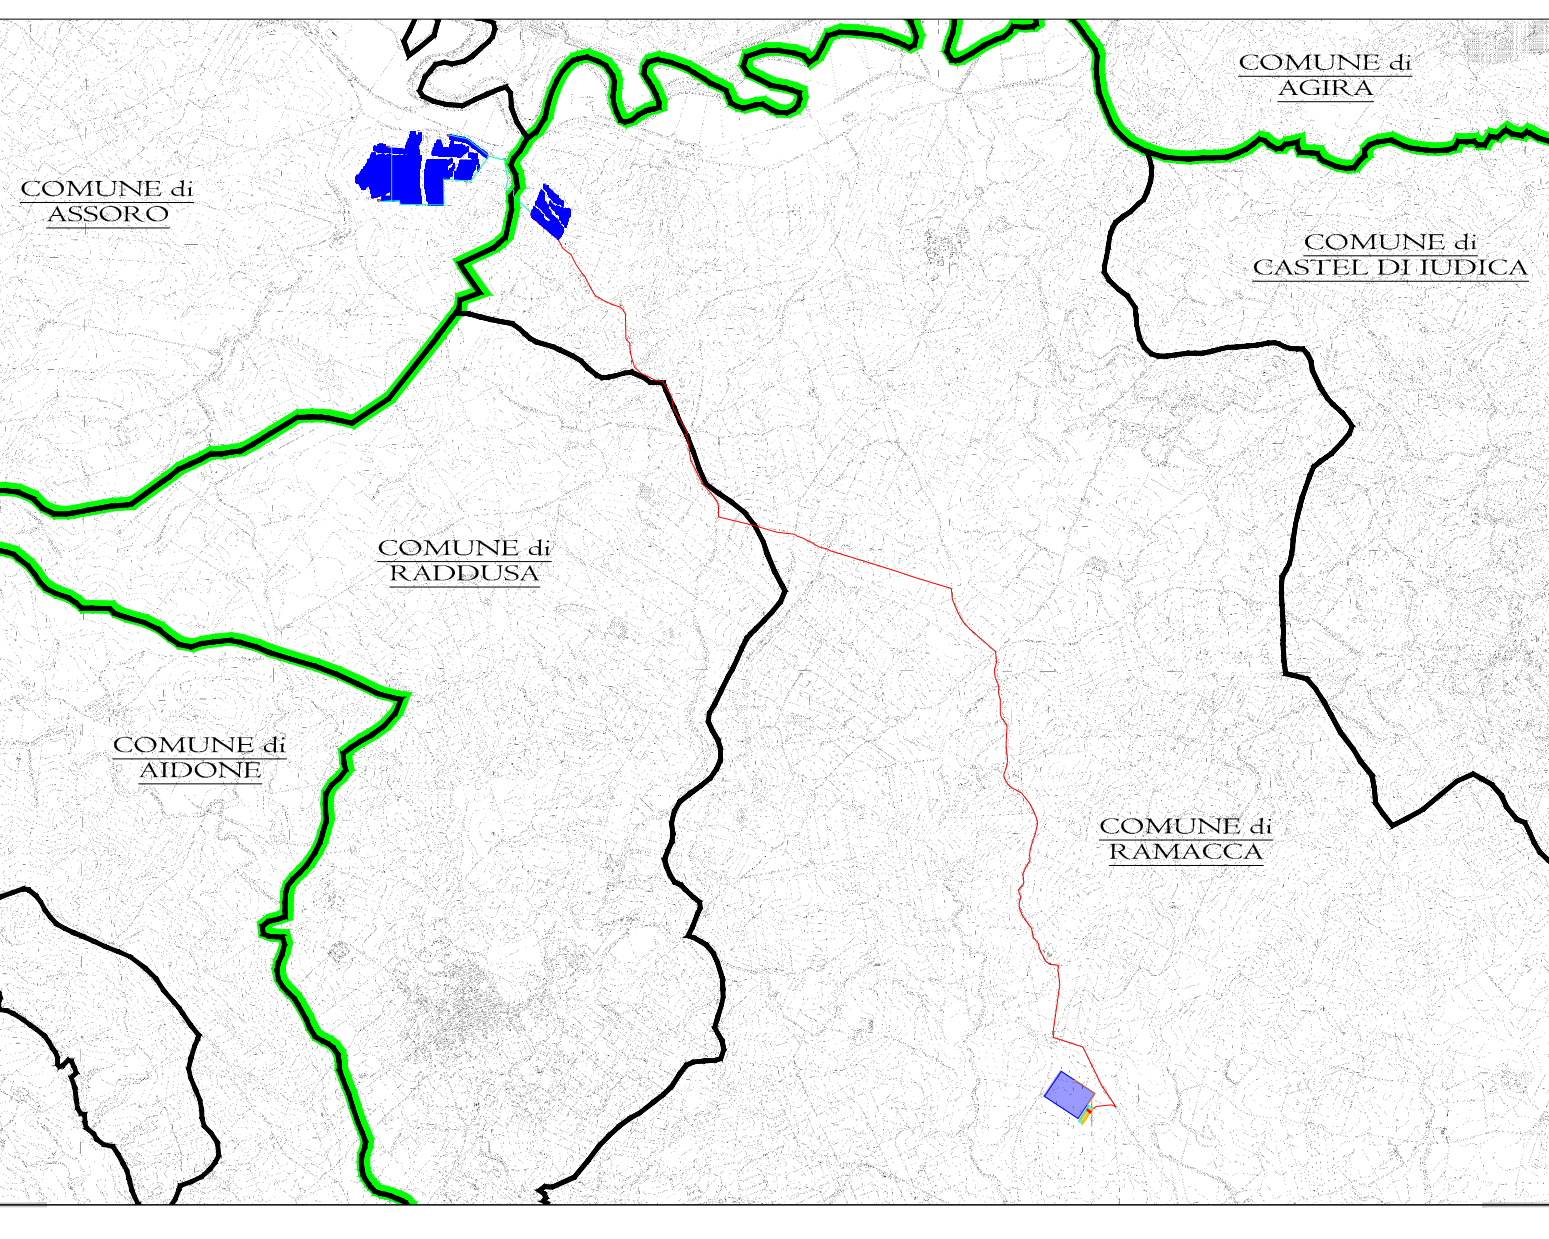 COMUNE di
AGIRA
COMUNE di
ASSORO
COMUNE di
CASTEL DI IUDICA
COMUNE di
RADDUSA
COMUNE di
AIDONE
COMUNE di
RAMACCA